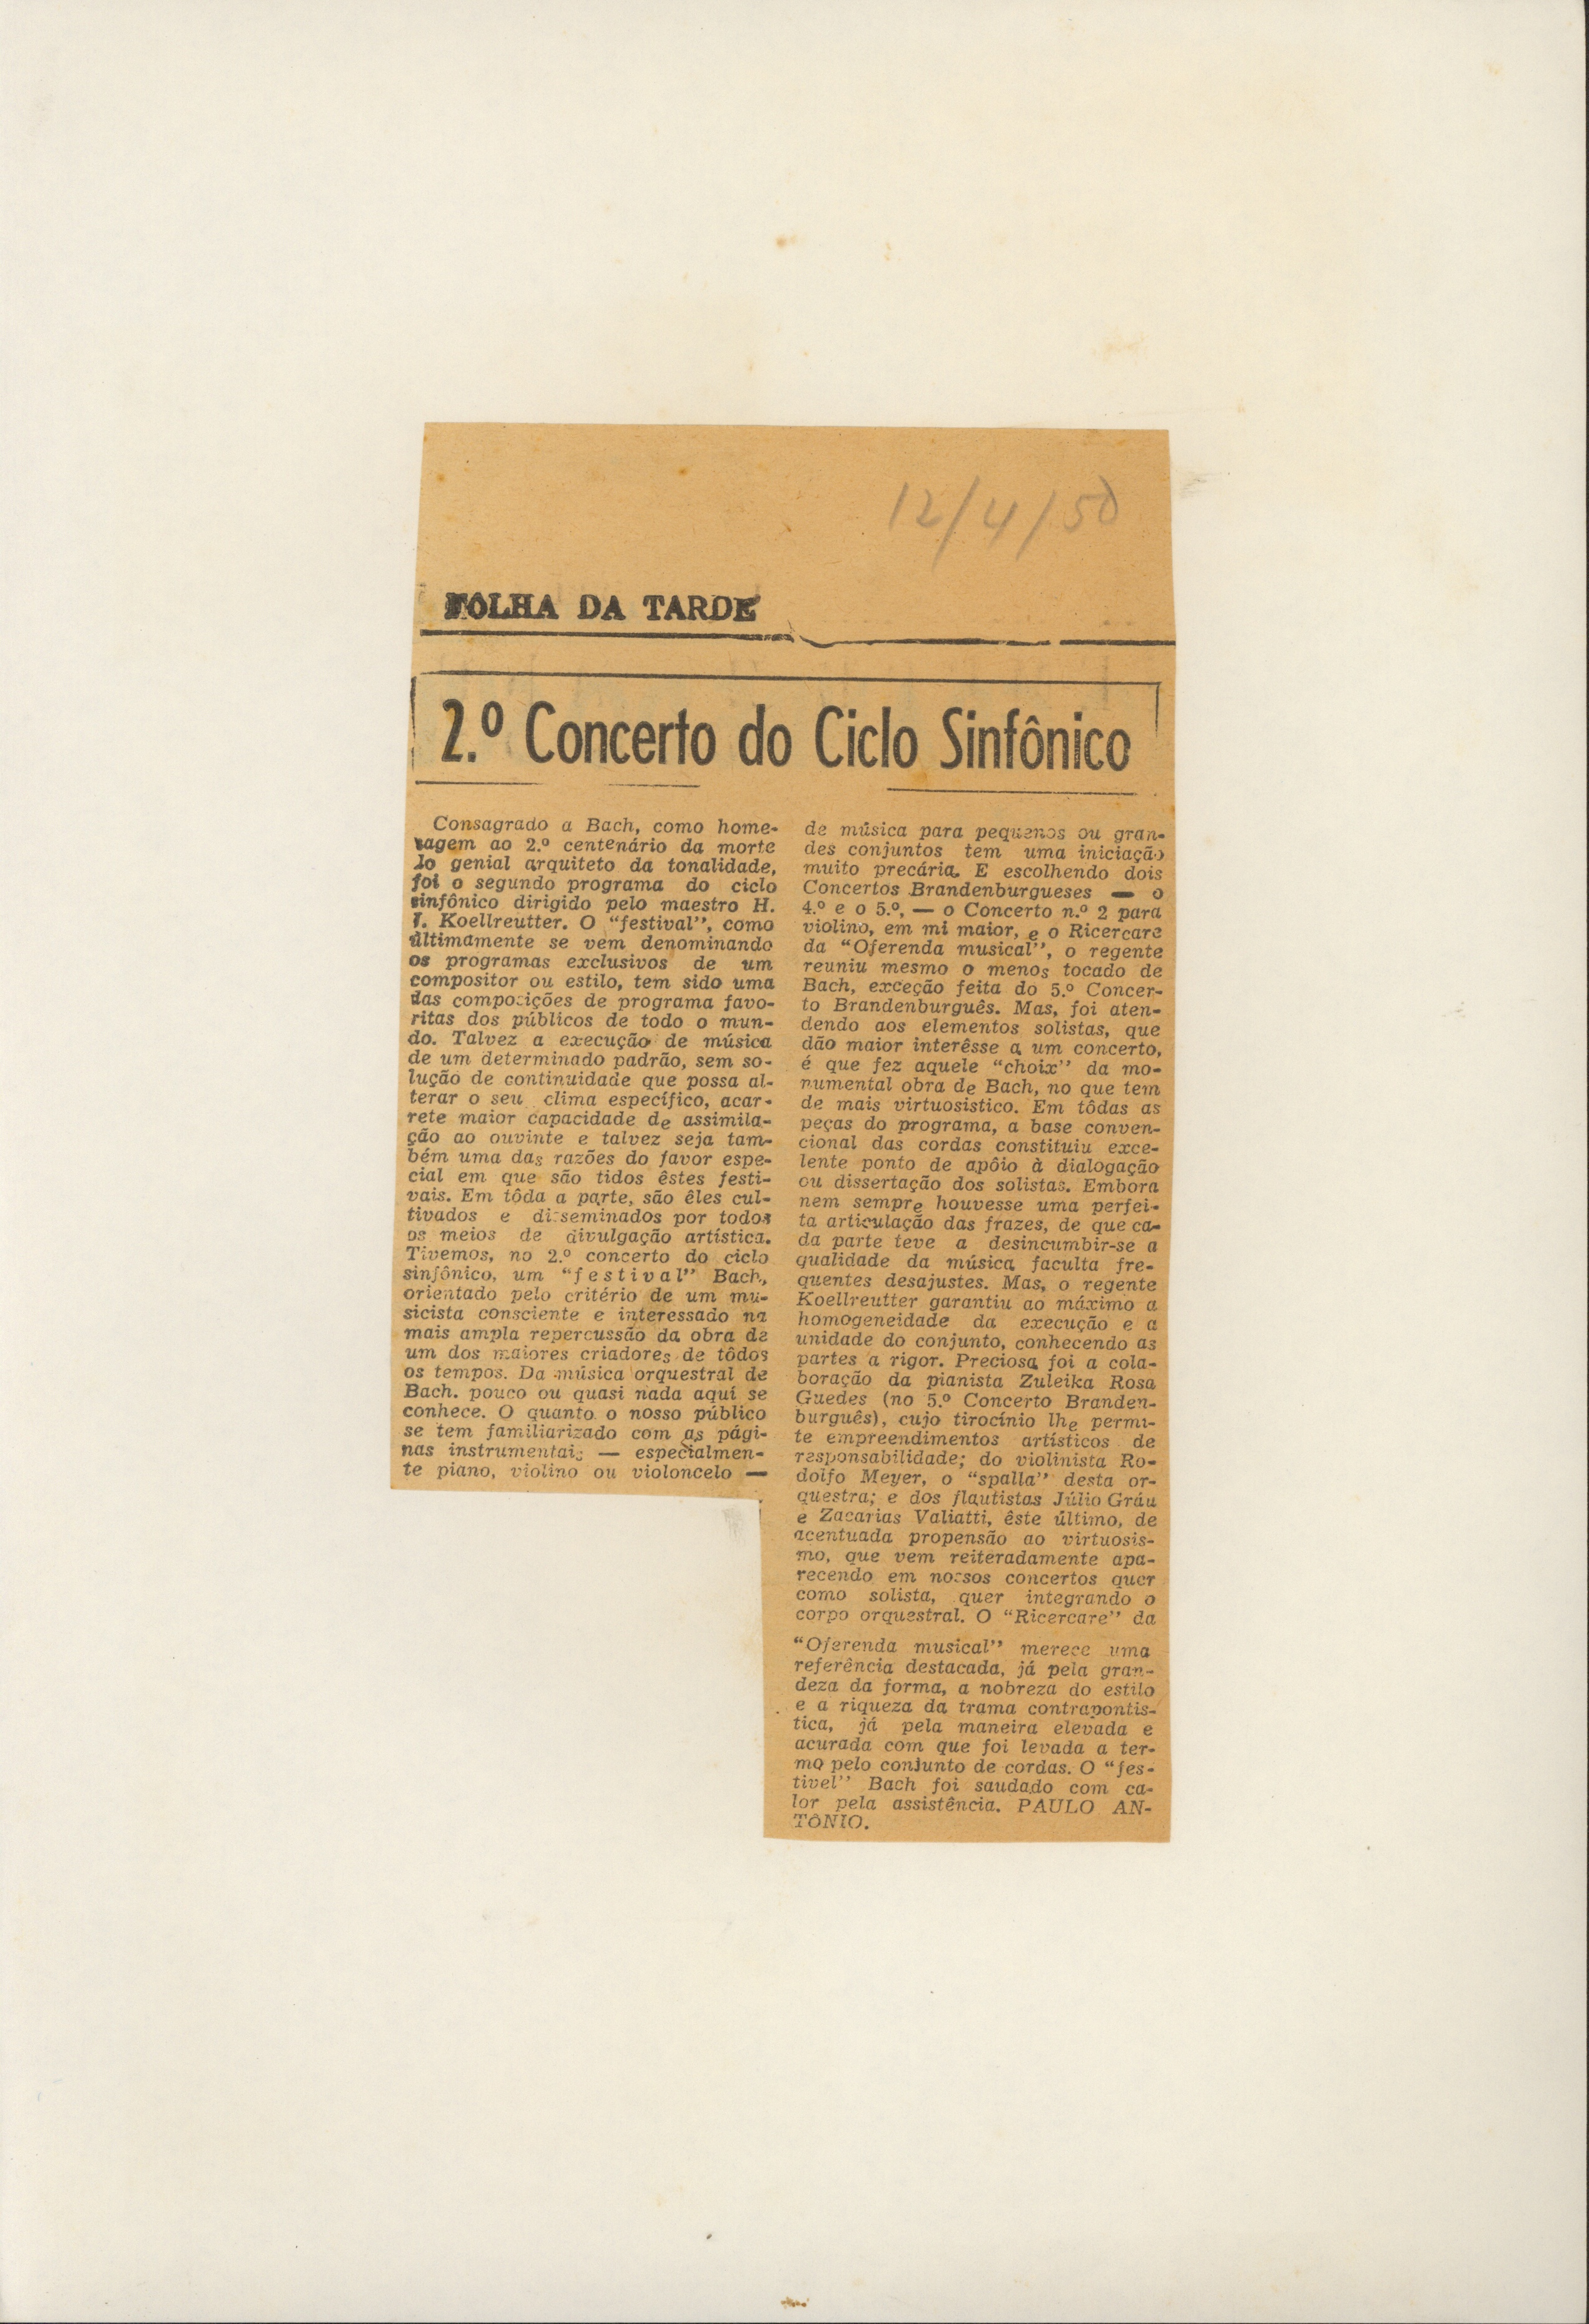 12/4/50
FOLHA DA TARDE
2.º Concerto do Ciclo Sinfônico
Consagrado a Bach, como home-
nagem ao 2.º centenário da morte
do genial arquiteto da tonalidade,
foi o segundo programa do ciclo
sinfônico dirigido pelo maestro H.
J. Koellreutter. O “festival”, como
últimamente se vem denominando
os programas exclusivos de um
compositor ou estilo, tem sido uma
das composições de programa favo-
ritas dos públicos de todo o mun-
do. Talvez a execução de música
de um determinado padrão, sem so-
lução de continuidade que possa al-
terar o seu clima específico, acar-
rete maior capacidade de assimila-
ção ao ouvinte e talvez seja tam-
bém uma das razões do favor espe-
cial em que são tidos êstes festi-
vais. Em tôda a parte, são êles cul-
tivados e disseminados por todos
os meios de divulgação artística.
Tivemos, no 2.º concerto do ciclo
sinfônico, um “festival” Bach,
orientado pelo critério de um mu-
sicista consciente e interessado na
mais ampla repercussão da obra de
um dos maiores criadores de tôdos
os tempos. Da música orquestral de
Bach. pouco ou quasi nada aquí se
conhece. O quanto o nosso público
se tem familiarizado com as pági-
nas instrumentais — especialmen-
te piano, violino ou violoncelo —
de música para pequenos ou gran-
des conjuntos tem uma iniciação
muito precária. E escolhendo dois
Concertos Brandenburgueses — o
4.º e o 5.º, — o Concerto n.º 2 para
violino, em mi maior, e o Ricercare
da “Oferenda musical”, o regente
reuniu mesmo o menos tocado de
Bach, exceção feita do 5.º Concer-
to Brandenburguês. Mas, foi aten-
dendo aos elementos solistas, que
dão maior interêsse a um concerto,
é que fez aquele “choix” da mo-
numental obra de Bach, no que tem
de mais virtuosistico. Em tôdas as
peças do programa, a base conven-
cional das cordas constituiu exce-
lente ponto de apôio à dialogação
ou dissertação dos solistas. Embora
nem sempre houvesse uma perfei-
ta articulação das frazes, de que ca-
da parte teve a desincumbir-se a
qualidade da música faculta fre-
quentes desajustes. Mas, o regente
Koellreutter garantiu ao máximo a
homogeneidade da execução e a
unidade do conjunto, conhecendo as
partes a rigor. Preciosa foi a cola-
boração da pianista Zuleika Rosa
Guedes (no 5.º Concerto Branden-
burguês), cujo tirocínio lhe permi-
te empreendimentos artísticos de
responsabilidade; do violinista Ro-
dolfo Meyer, o “spalla” desta or-
questra; e dos flautistas Júlio Gráu
e Zacarias Valiatti, êste último, de
acentuada propensão ao virtuosis-
mo, que vem reiteradamente apa-
recendo em nossos concertos quer
como solista, quer integrando o
corpo orquestral. O “Ricercare” da
“Oferenda musical” merece uma
referência destacada, já pela gran-
deza da forma, a nobreza do estilo
e a riqueza da trama contrapontis-
tica, já pela maneira elevada e
acurada com que foi levada a ter-
mo pelo conjunto de cordas. O “fes-
tivel” Bach foi saudado com ca-
lor pela assistência. PAULO AN-
TÔNIO.